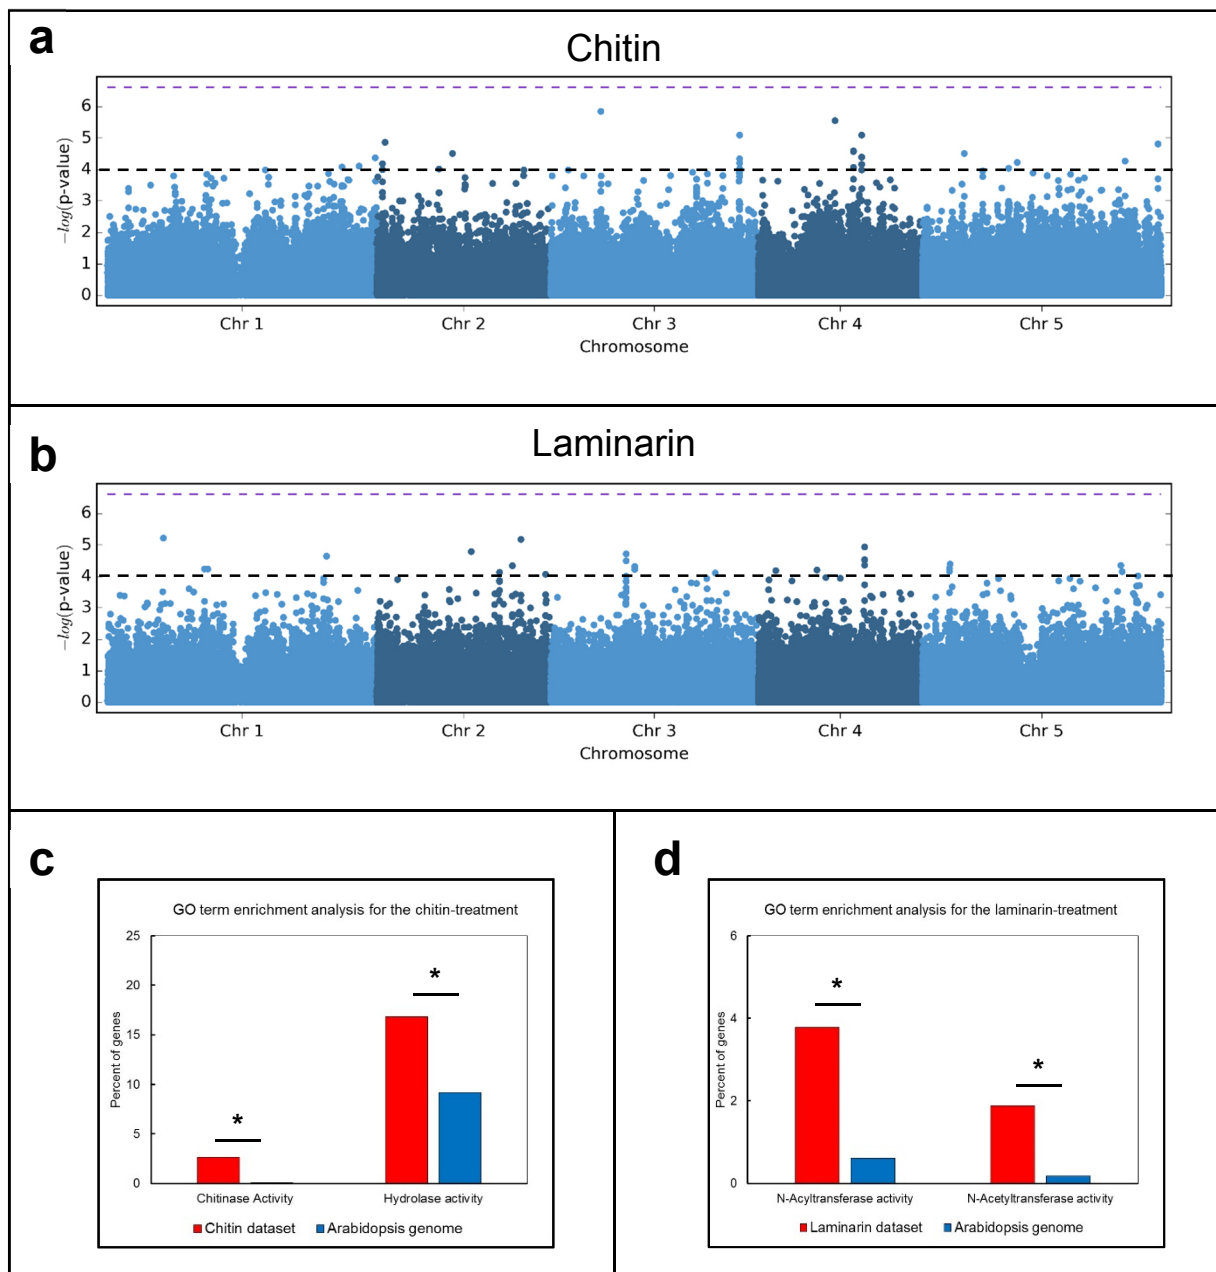 a
Chitin
−log(p-value)
6
5
4
3
2
1
0
Chr 1 Chr 2 Chr 3 Chr 4 Chr 5
Chromosome
b
Laminarin
−log(p-value)
6
5
4
3
2
1
0
Chr 1 Chr 2 Chr 3 Chr 4 Chr 5
Chromosome
c
GO term enrichment analysis for the chitin-treatment
Percent of genes
25
20
15
10
5
0
*
*
Chitinase Activity Hydrolase activity
Chitin dataset Arabidopsis genome
d
GO term enrichment analysis for the laminarin-treatment
Percent of genes
6
4
2
0
*
*
N-Acyltransferase activity N-Acetyltransferase activity
Laminarin dataset Arabidopsis genome